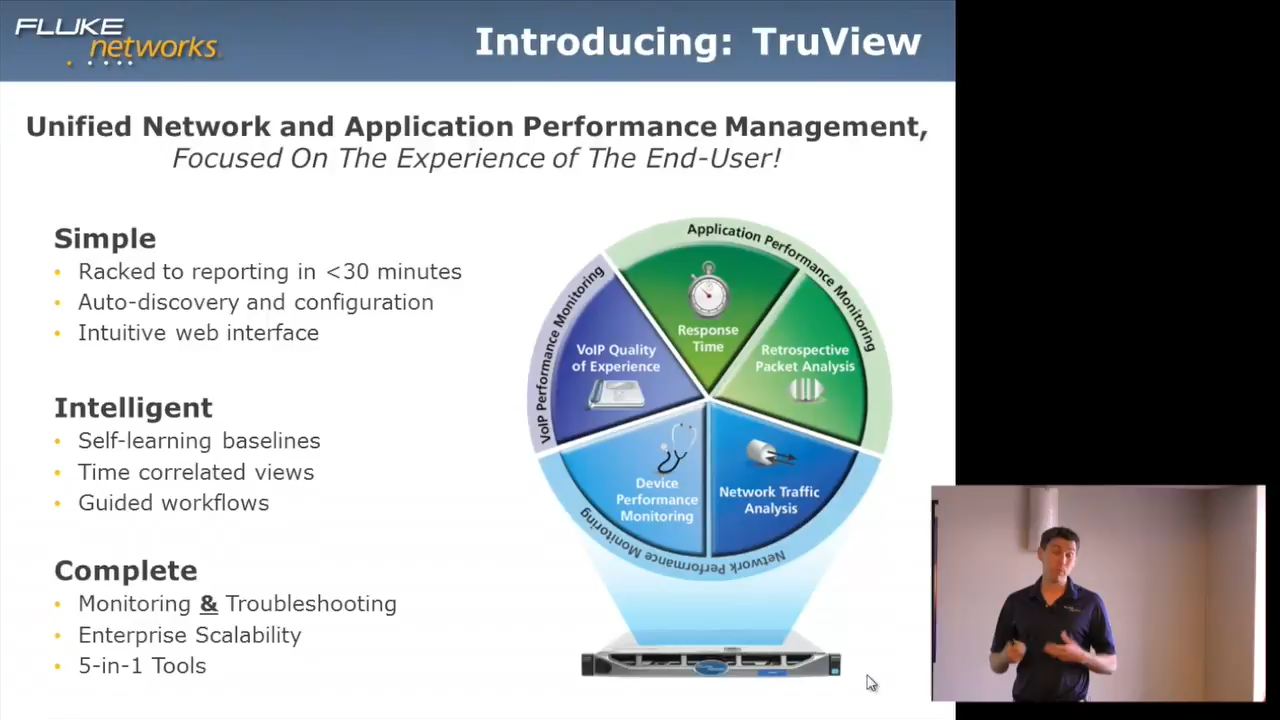 FLUKE
networks
Introducing: TruView
Unified Network and Application Performance Management,
Focused On The Experience of The End-User!
Simple
• Racked to reporting in <30 minutes
• Auto-discovery and configuration
• Intuitive web interface
Intelligent
• Self-learning baselines
• Time correlated views
• Guided workflows
Complete
• Monitoring & Troubleshooting
• Enterprise Scalability
• 5-in-1 Tools
Application Performance Monitoring
VoIP Performance Monitoring
Response
Time
VoIP Quality
of Experience
Retrospective
Packet Analysis
Device
Performance
Monitoring
Network Traffic
Analysis
Network Performance Monitoring